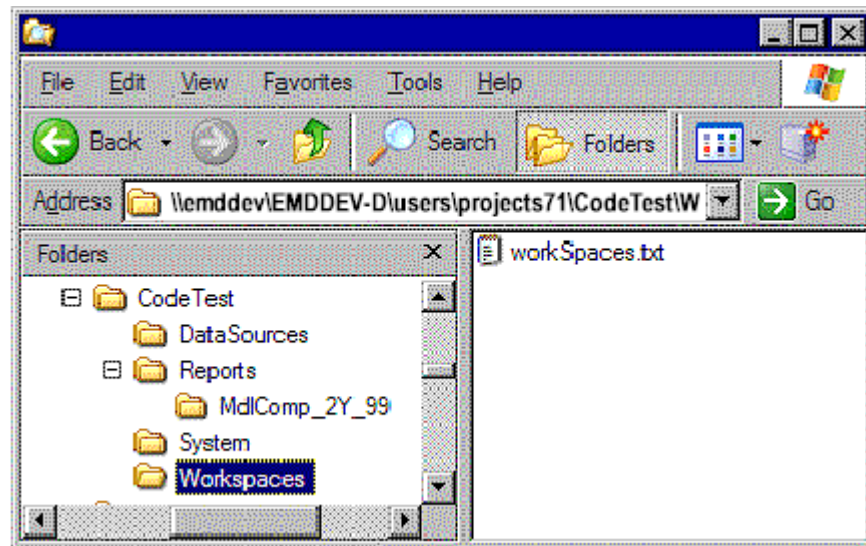 File Edit View Favorites Tools Help
Back Search Folders
Address \\emddev\EMDDEV-D\users\projects71\CodeTest\W Go
Folders
workSpaces.txt
CodeTest
DataSources
Reports
MdlComp_2Y_99
System
Workspaces